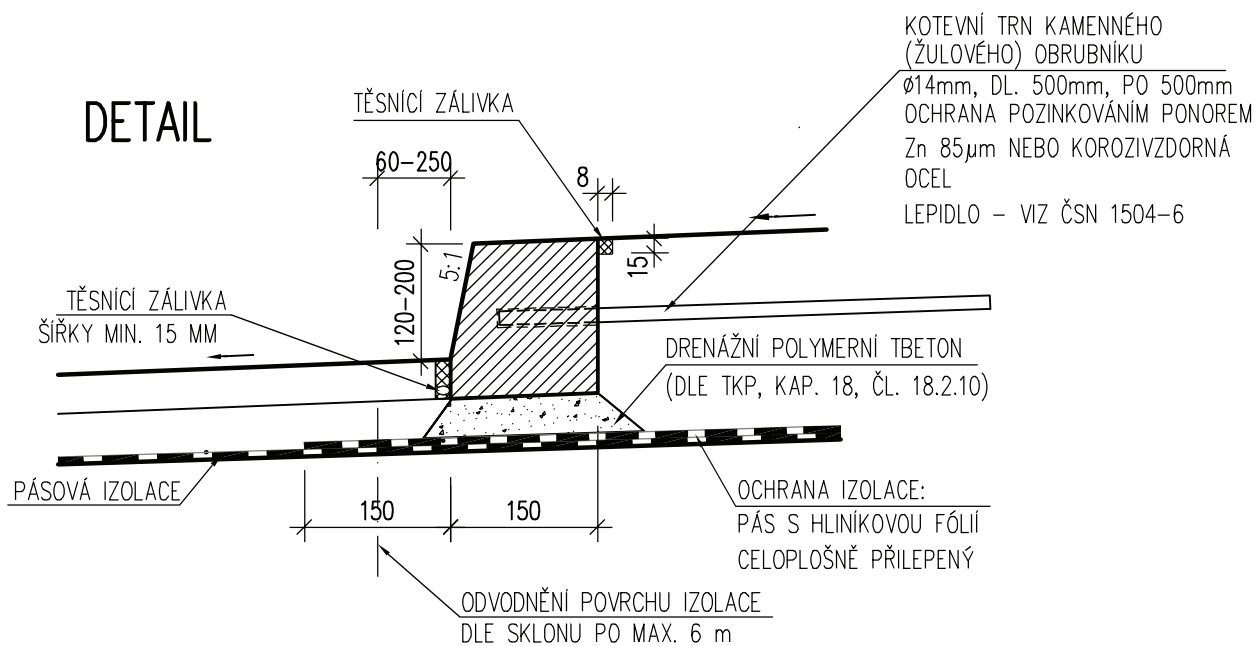 KOTEVNÍ TRN KAMENNÉHO
(ŽULOVÉHO) OBRUBNÍKU
Ø14mm, DL. 500mm, PO 500mm
OCHRANA POZINKOVÁNÍM PONOREM
Zn 85µm NEBO KOROZIVZDORNÁ
OCEL
LEPIDLO – VIZ ČSN 1504-6
DETAIL
TĚSNÍCÍ ZÁLIVKA
60-250
8
15
5:1
120-200
TĚSNÍCÍ ZÁLIVKA
ŠÍŘKY MIN. 15 MM
DRENÁŽNÍ POLYMERNÍ TBETON
(DLE TKP, KAP. 18, ČL. 18.2.10)
PÁSOVÁ IZOLACE
150
150
OCHRANA IZOLACE:
PÁS S HLINÍKOVOU FÓLIÍ
CELOPLOŠNĚ PŘILEPENÝ
ODVODNĚNÍ POVRCHU IZOLACE
DLE SKLONU PO MAX. 6 m